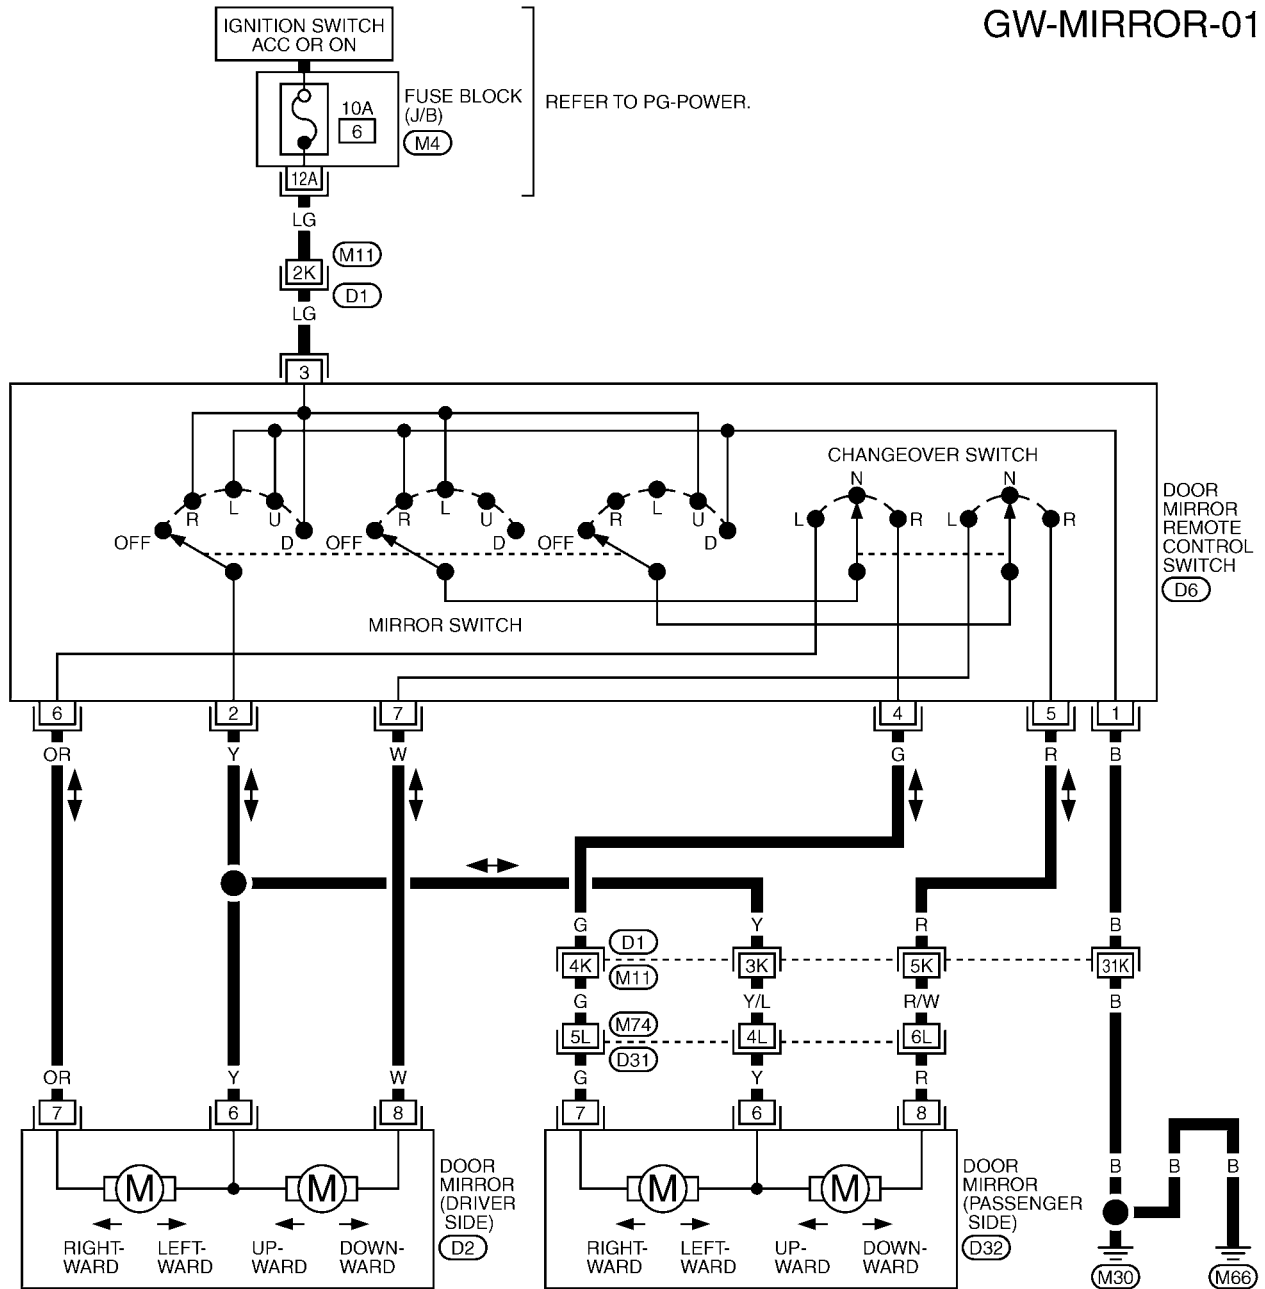 GW-MIRROR-01
IGNITION SWITCH
ACC OR ON
FUSE BLOCK
(J/B)
M4
10A
6
REFER TO PG-POWER.
12A
LG
M11
2K
D1
LG
3
CHANGEOVER SWITCH
OFF R L U D
OFF R L U D
OFF R L U D
L N R
L N R
DOOR
MIRROR
REMOTE
CONTROL
SWITCH
D6
MIRROR SWITCH
6 2 7 4 5 1
OR Y W G R B
G Y R B
D1
4K 3K 5K 31K
M11
G Y/L R/W B
M74
5L 4L 6L
D31
OR Y W G Y R
7 6 8 7 6 8
M M M M
DOOR
MIRROR
(DRIVER
SIDE)
D2
RIGHT-
WARD
LEFT-
WARD
UP-
WARD
DOWN-
WARD
DOOR
MIRROR
(PASSENGER
SIDE)
D32
RIGHT-
WARD
LEFT-
WARD
UP-
WARD
DOWN-
WARD
B B B
M30 M66